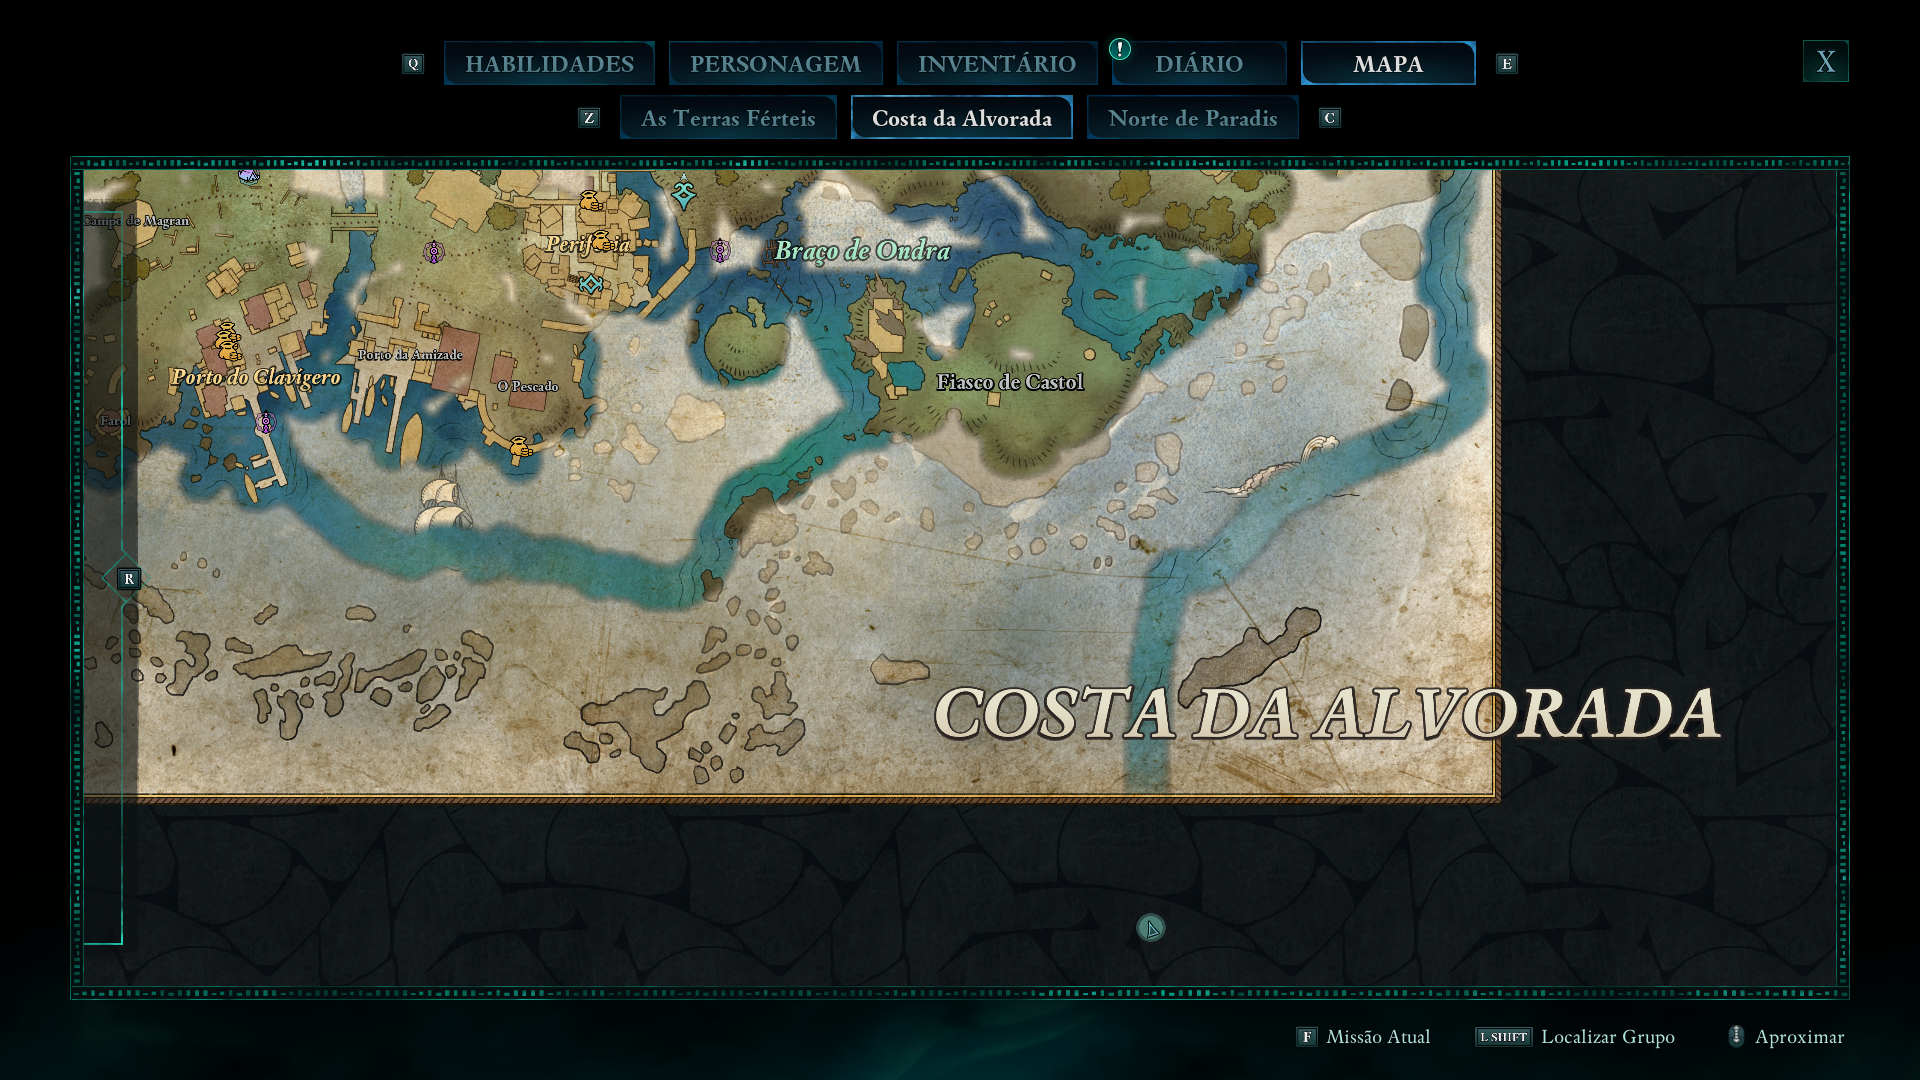 Q HABILIDADES PERSONAGEM INVENTÁRIO ! DIÁRIO MAPA E X
Z As Terras Férteis Costa da Alvorada Norte de Paradis C
Campo de Magran
Periferia
Braço de Ondra
Porto da Amizade
Porto do Clavígero
O Pescado
Fiasco de Castol
Farol
R
COSTA DA ALVORADA
F Missão Atual L SHIFT Localizar Grupo Aproximar